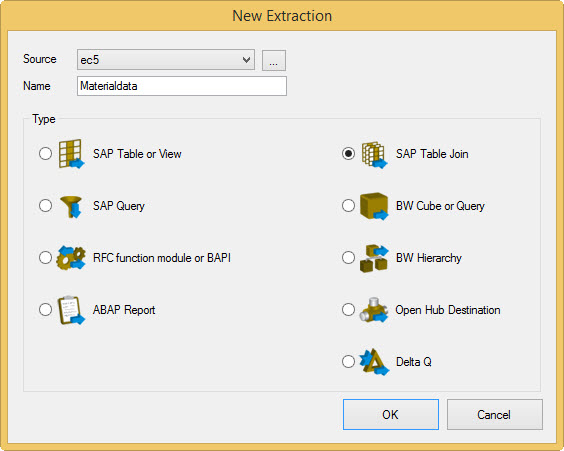 New Extraction
Source ec5 ...
Name Materialdata
Type
SAP Table or View SAP Table Join
SAP Query BW Cube or Query
RFC function module or BAPI BW Hierarchy
ABAP Report Open Hub Destination
Delta Q
OK Cancel